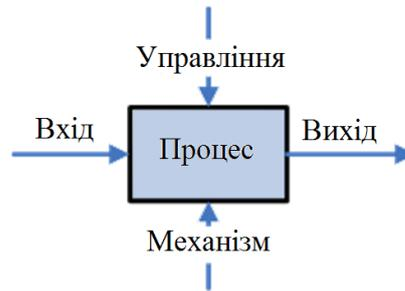 Управління
Вхід
Процес
Вихід
Механізм